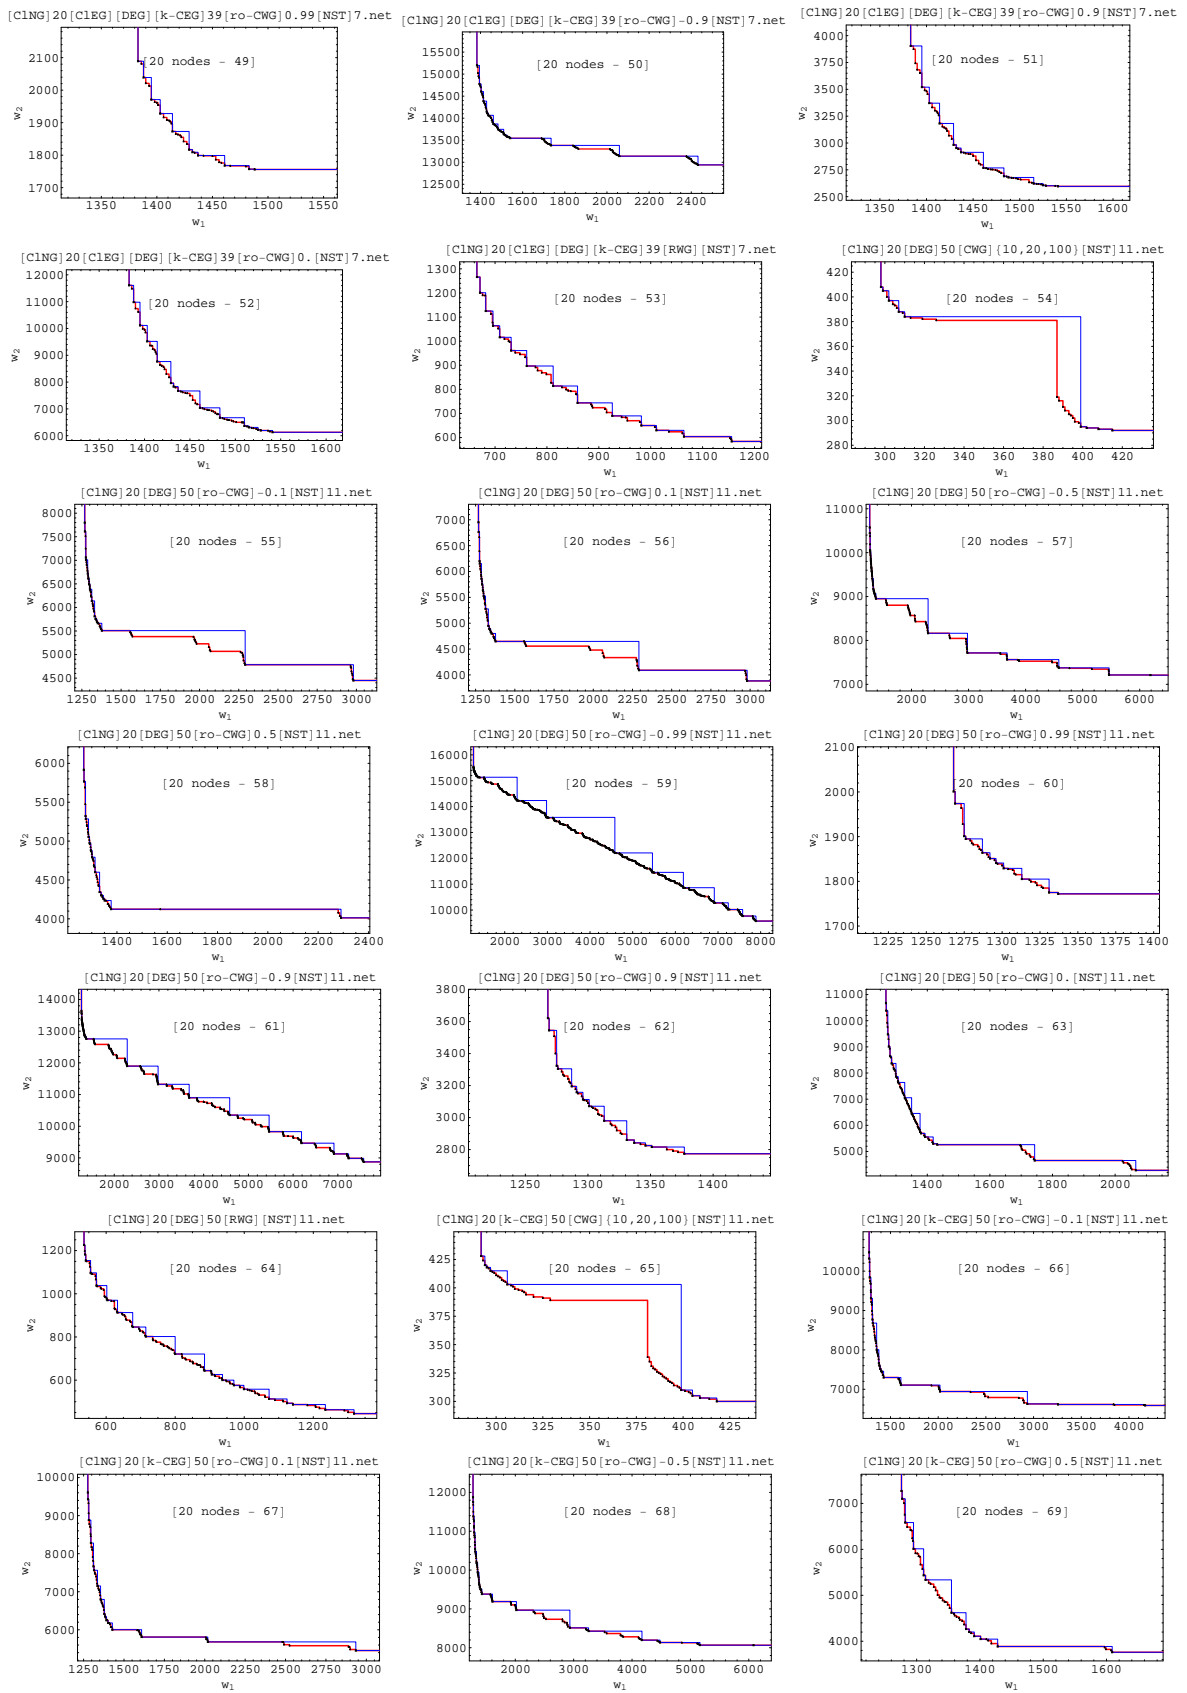 [ClNG]20[ClEG][DEG][k-CEG]39[ro-CWG]0.99[NST]7.net
[20 nodes - 49]
w2
2100
2000
1900
1800
1700
1350 1400 1450 1500 1550
w1
[ClNG]20[ClEG][DEG][k-CEG]39[ro-CWG]-0.9[NST]7.net
[20 nodes - 50]
w2
15500
15000
14500
14000
13500
13000
12500
1400 1600 1800 2000 2200 2400
w1
[ClNG]20[ClEG][DEG][k-CEG]39[ro-CWG]0.9[NST]7.net
[20 nodes - 51]
w2
4000
3750
3500
3250
3000
2750
2500
1350 1400 1450 1500 1550 1600
w1
[ClNG]20[ClEG][DEG][k-CEG]39[ro-CWG]0.[NST]7.net
[20 nodes - 52]
w2
12000
11000
10000
9000
8000
7000
6000
1350 1400 1450 1500 1550 1600
w1
[ClNG]20[ClEG][DEG][k-CEG]39[RWG][NST]7.net
[20 nodes - 53]
w2
1300
1200
1100
1000
900
800
700
600
700 800 900 1000 1100 1200
w1
[ClNG]20[DEG]50[CWG]{10,20,100}[NST]11.net
[20 nodes - 54]
w2
420
400
380
360
340
320
300
280
300 320 340 360 380 400 420
w1
[ClNG]20[DEG]50[ro-CWG]-0.1[NST]11.net
[20 nodes - 55]
w2
8000
7500
7000
6500
6000
5500
5000
4500
1250 1500 1750 2000 2250 2500 2750 3000
w1
[ClNG]20[DEG]50[ro-CWG]0.1[NST]11.net
[20 nodes - 56]
w2
7000
6500
6000
5500
5000
4500
4000
1250 1500 1750 2000 2250 2500 2750 3000
w1
[ClNG]20[DEG]50[ro-CWG]-0.5[NST]11.net
[20 nodes - 57]
w2
11000
10000
9000
8000
7000
2000 3000 4000 5000 6000
w1
[ClNG]20[DEG]50[ro-CWG]0.5[NST]11.net
[20 nodes - 58]
w2
6000
5500
5000
4500
4000
1400 1600 1800 2000 2200 2400
w1
[ClNG]20[DEG]50[ro-CWG]-0.99[NST]11.net
[20 nodes - 59]
w2
16000
15000
14000
13000
12000
11000
10000
2000 3000 4000 5000 6000 7000 8000
w1
[ClNG]20[DEG]50[ro-CWG]0.99[NST]11.net
[20 nodes - 60]
w2
2100
2000
1900
1800
1700
1225 1250 1275 1300 1325 1350 1375 1400
w1
[ClNG]20[DEG]50[ro-CWG]-0.9[NST]11.net
[20 nodes - 61]
w2
14000
13000
12000
11000
10000
9000
2000 3000 4000 5000 6000 7000
w1
[ClNG]20[DEG]50[ro-CWG]0.9[NST]11.net
[20 nodes - 62]
w2
3800
3600
3400
3200
3000
2800
1250 1300 1350 1400
w1
[ClNG]20[DEG]50[ro-CWG]0.[NST]11.net
[20 nodes - 63]
w2
11000
10000
9000
8000
7000
6000
5000
1400 1600 1800 2000
w1
[ClNG]20[DEG]50[RWG][NST]11.net
[20 nodes - 64]
w2
1200
1000
800
600
600 800 1000 1200
w1
[ClNG]20[k-CEG]50[CWG]{10,20,100}[NST]11.net
[20 nodes - 65]
w2
425
400
375
350
325
300
300 325 350 375 400 425
w1
[ClNG]20[k-CEG]50[ro-CWG]-0.1[NST]11.net
[20 nodes - 66]
w2
10000
9000
8000
7000
1500 2000 2500 3000 3500 4000
w1
[ClNG]20[k-CEG]50[ro-CWG]0.1[NST]11.net
[20 nodes - 67]
w2
10000
9000
8000
7000
6000
1250 1500 1750 2000 2250 2500 2750 3000
w1
[ClNG]20[k-CEG]50[ro-CWG]-0.5[NST]11.net
[20 nodes - 68]
w2
12000
11000
10000
9000
8000
2000 3000 4000 5000 6000
w1
[ClNG]20[k-CEG]50[ro-CWG]0.5[NST]11.net
[20 nodes - 69]
w2
7000
6000
5000
4000
1300 1400 1500 1600
w1